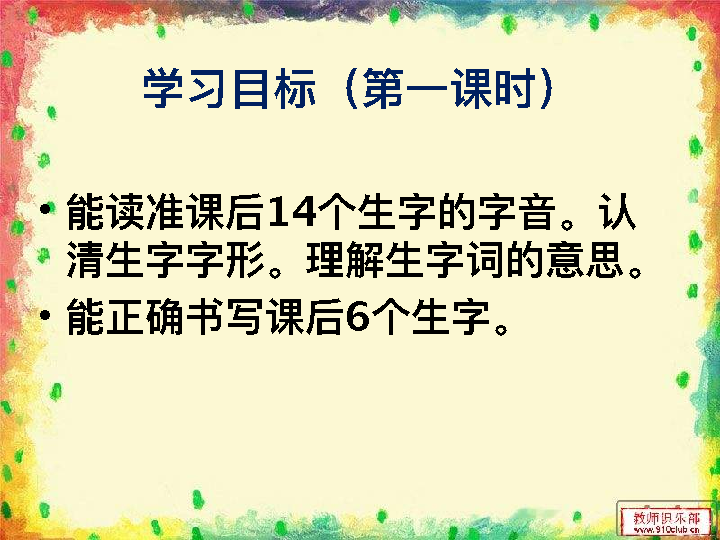 学习目标（第一课时）
• 能读准课后14个生字的字音。认
清生字字形。理解生字词的意思。
• 能正确书写课后6个生字。
教师俱乐部
www.910club.cn